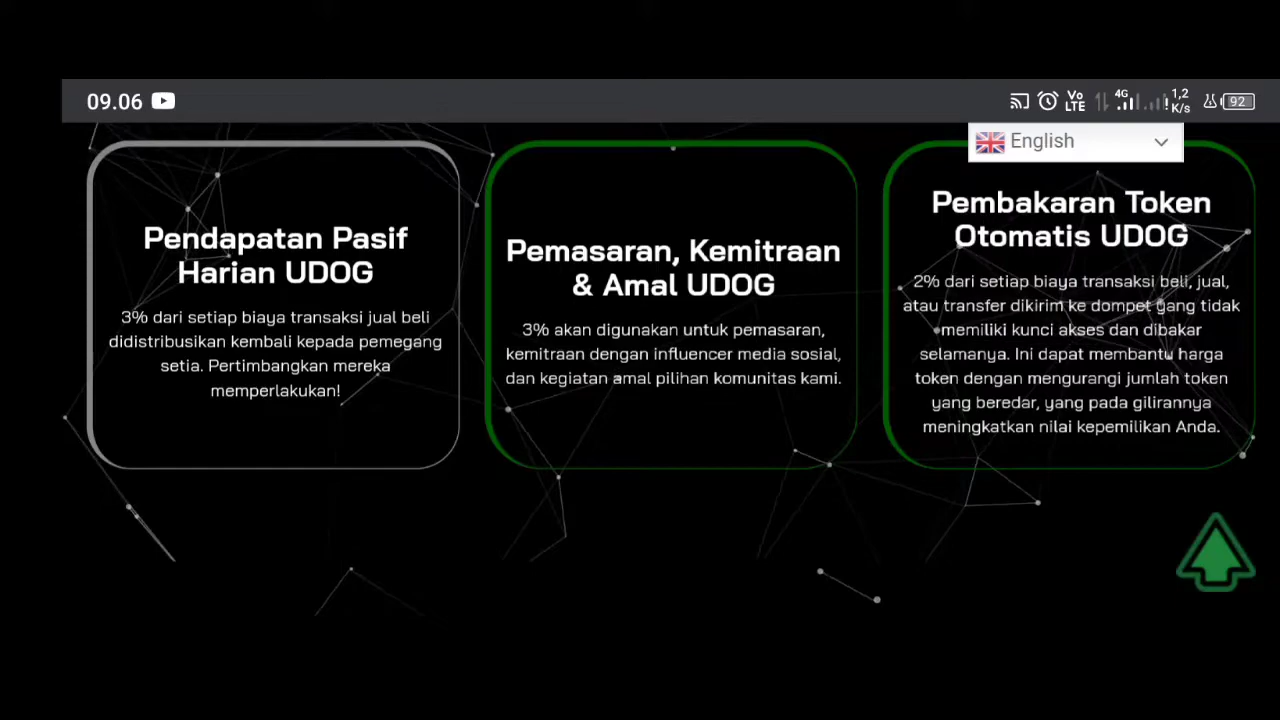 09.06
Vo
LTE
4G
1,2
K/s
92
English
Pendapatan Pasif
Harian UDOG
3% dari setiap biaya transaksi jual beli
didistribusikan kembali kepada pemegang
setia. Pertimbangkan mereka
memperlakukan!
Pemasaran, Kemitraan
& Amal UDOG
3% akan digunakan untuk pemasaran,
kemitraan dengan influencer media sosial,
dan kegiatan amal pilihan komunitas kami.
Pembakaran Token
Otomatis UDOG
2% dari setiap biaya transaksi beli, jual,
atau transfer dikirim ke dompet yang tidak
memiliki kunci akses dan dibakar
selamanya. Ini dapat membantu harga
token dengan mengurangi jumlah token
yang beredar, yang pada gilirannya
meningkatkan nilai kepemilikan Anda.